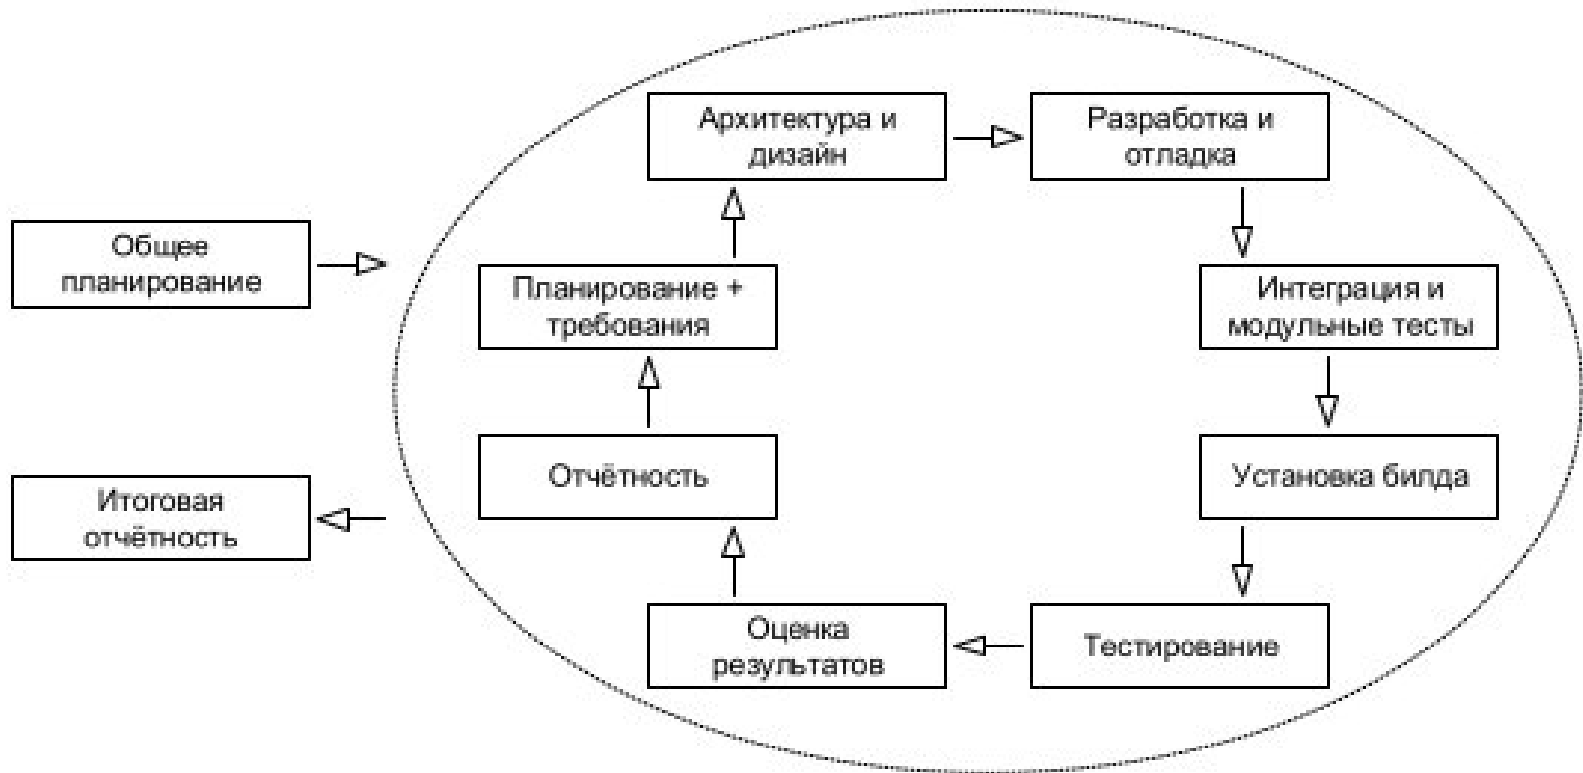 Архитектура и
дизайн
Разработка и
отладка
Общее
планирование
Планирование +
требования
Интеграция и
модульные тесты
Отчётность
Установка билда
Итоговая
отчётность
Оценка
результатов
Тестирование